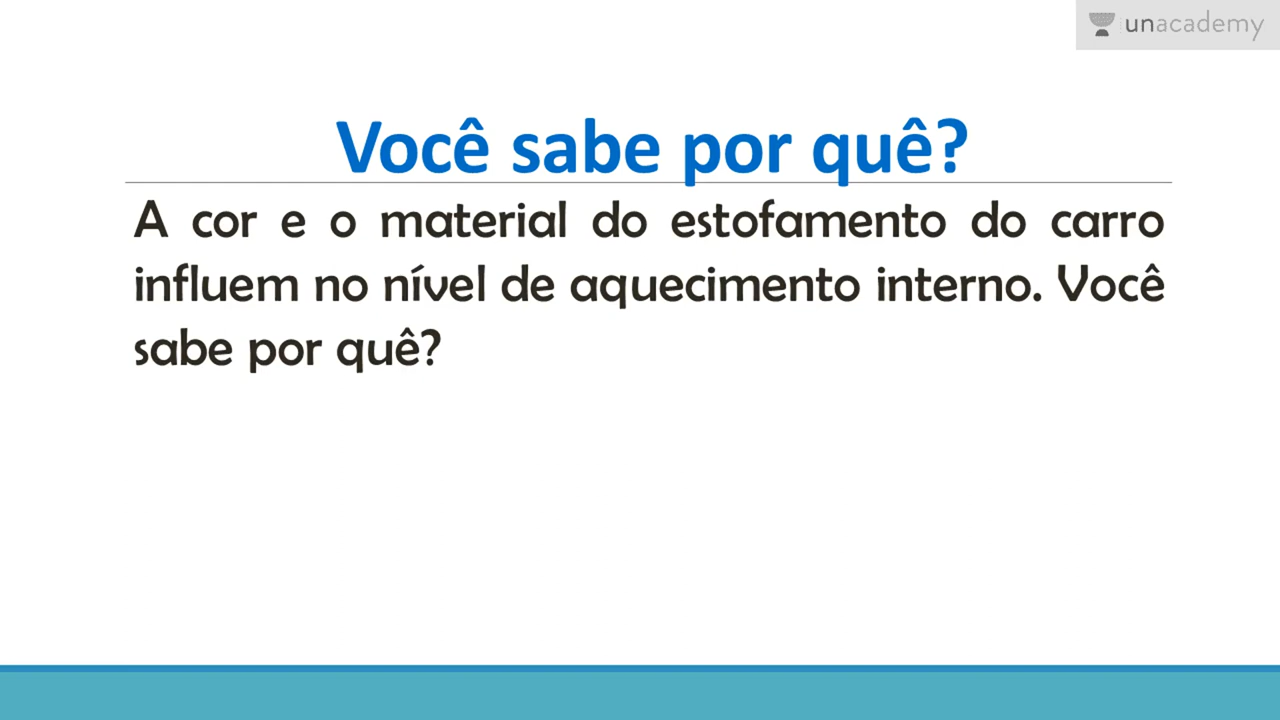 unacademy
Você sabe por quê?
A cor e o material do estofamento do carro
influem no nível de aquecimento interno. Você
sabe por quê?